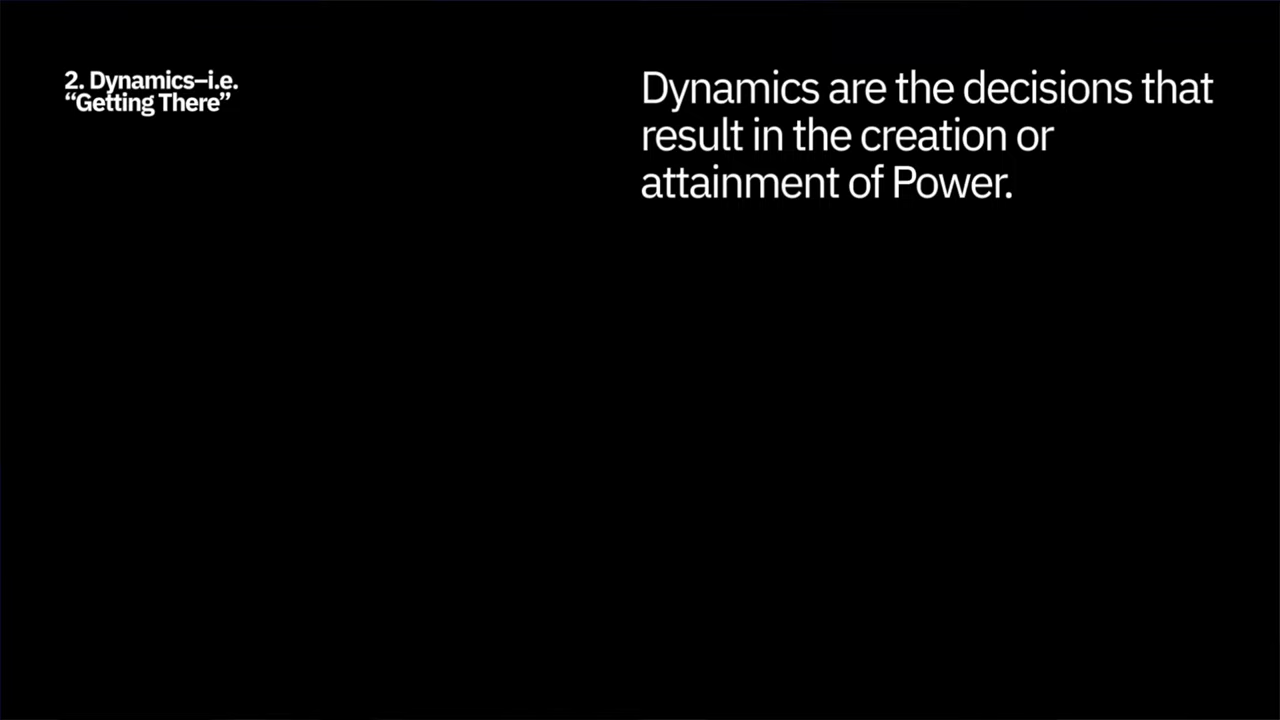 2. Dynamics–i.e.
“Getting There”
Dynamics are the decisions that
result in the creation or
attainment of Power.